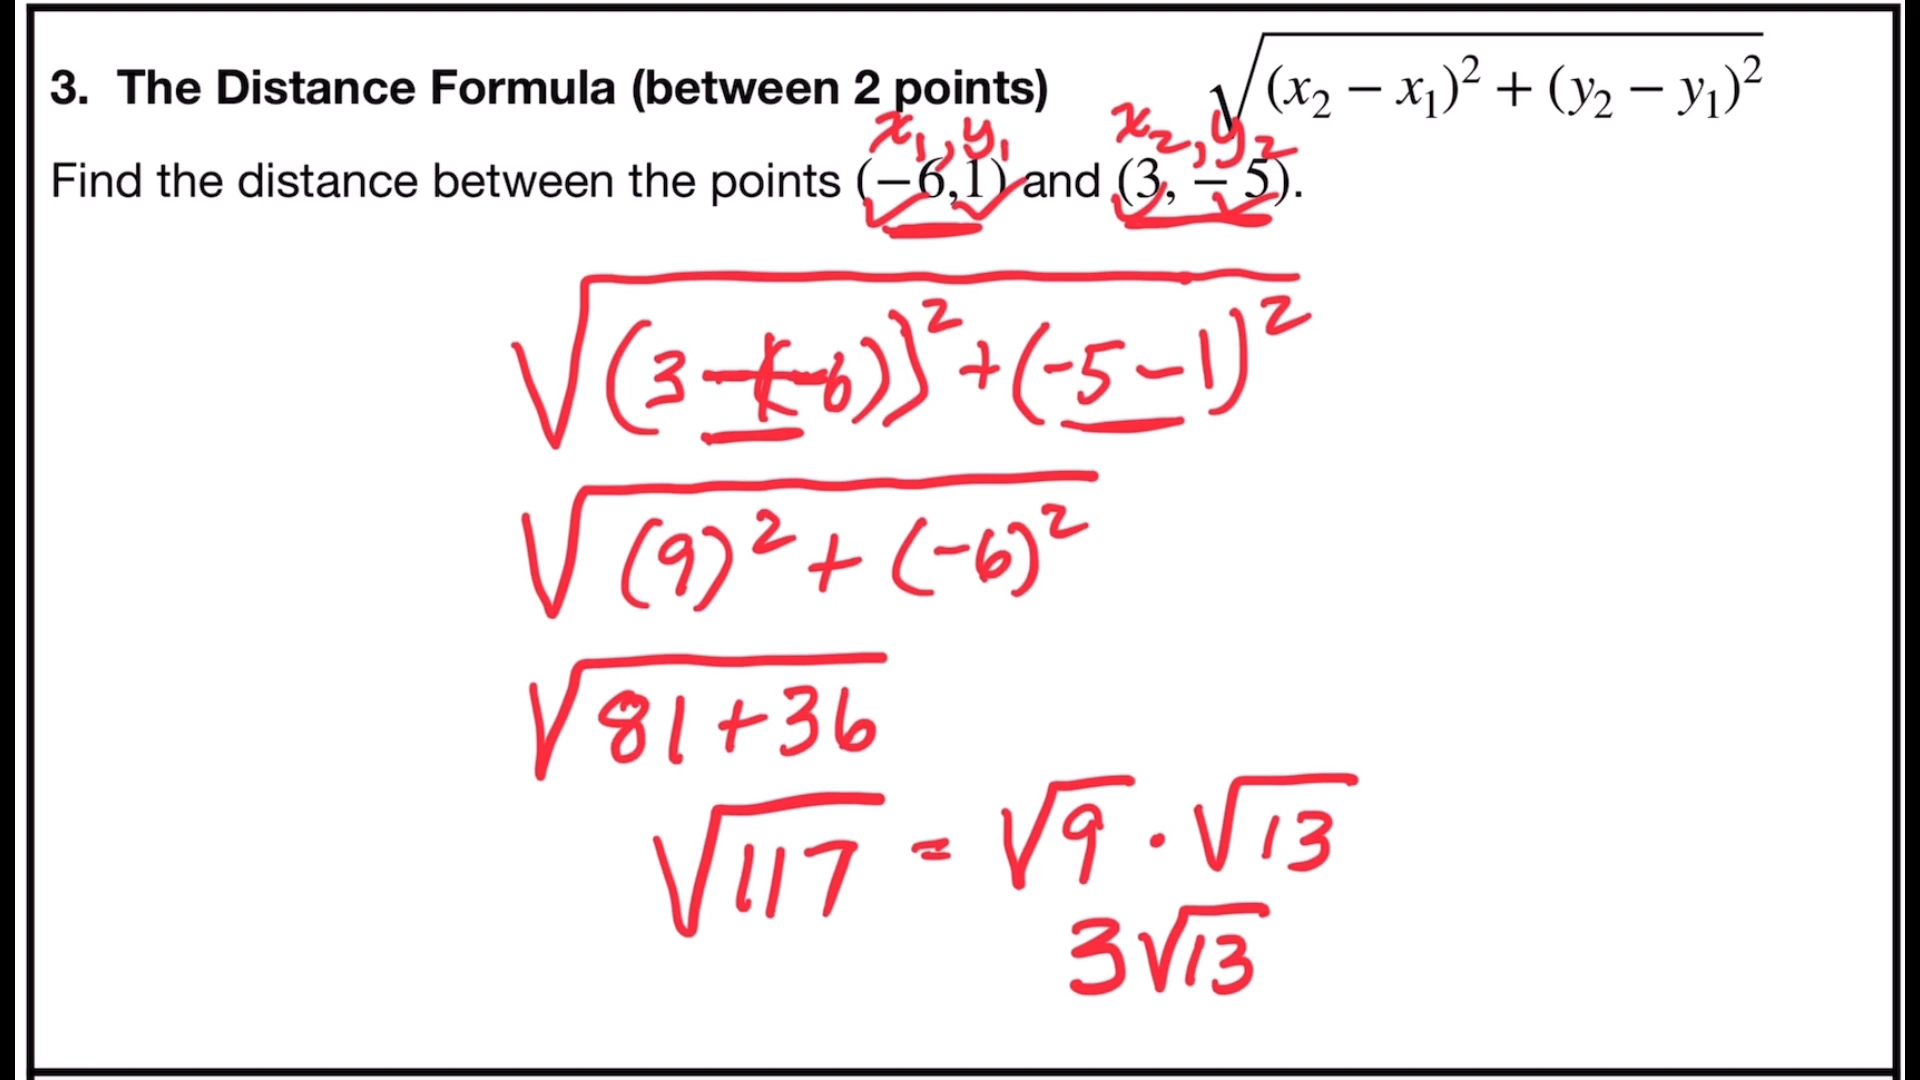 3. The Distance Formula (between 2 points) √(x₂ − x₁)² + (y₂ − y₁)²
x₁, y₁ x₂, y₂
Find the distance between the points (−6,1) and (3, − 5).
√(3 −(−6))² + (-5 − 1)²
√(9)² + (-6)²
√81 + 36
√117 = √9 · √13
3√13